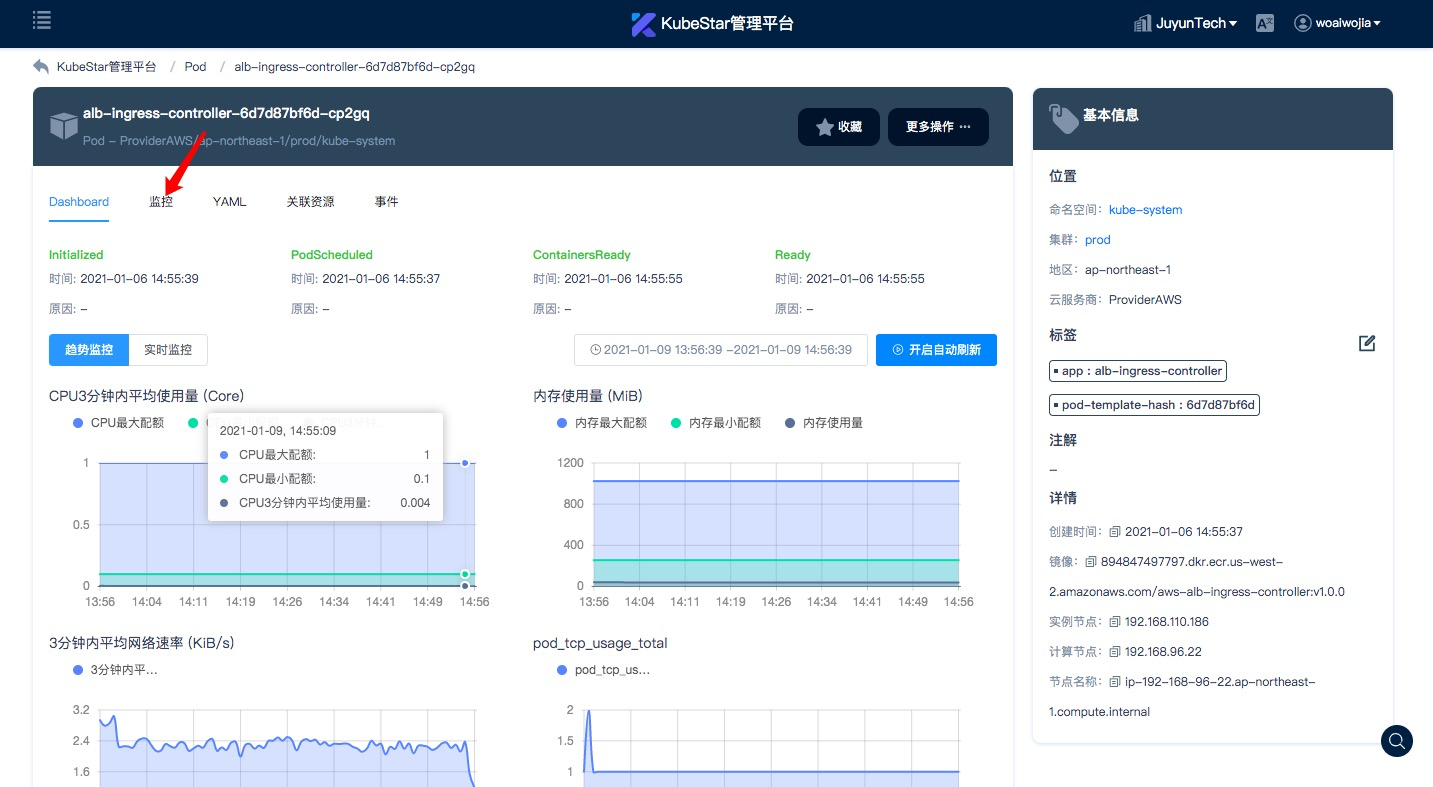 KubeStar管理平台
JuyunTech
woaiwojia
KubeStar管理平台 / Pod / alb-ingress-controller-6d7d87bf6d-cp2gq
alb-ingress-controller-6d7d87bf6d-cp2gq
Pod - ProviderAWS/ap-northeast-1/prod/kube-system
收藏
更多操作 ···
Dashboard 监控 YAML 关联资源 事件
Initialized
时间: 2021-01-06 14:55:39
原因: -
PodScheduled
时间: 2021-01-06 14:55:37
原因: -
ContainersReady
时间: 2021-01-06 14:55:55
原因: -
Ready
时间: 2021-01-06 14:55:55
原因: -
趋势监控 实时监控
2021-01-09 13:56:39 -2021-01-09 14:56:39
开启自动刷新
CPU3分钟内平均使用量 (Core)
CPU最大配额
2021-01-09, 14:55:09
CPU最大配额: 1
CPU最小配额: 0.1
CPU3分钟内平均使用量: 0.004
1
0.5
0
13:56 14:04 14:11 14:19 14:26 14:34 14:41 14:49 14:56
内存使用量 (MiB)
内存最大配额 内存最小配额 内存使用量
1200
800
400
0
13:56 14:04 14:11 14:19 14:26 14:34 14:41 14:49 14:56
3分钟内平均网络速率 (KiB/s)
3分钟内平...
3.2
2.4
1.6
pod_tcp_usage_total
pod_tcp_us...
2
1.5
1
基本信息
位置
命名空间: kube-system
集群: prod
地区: ap-northeast-1
云服务商: ProviderAWS
标签
app : alb-ingress-controller
pod-template-hash : 6d7d87bf6d
注解
-
详情
创建时间: 2021-01-06 14:55:37
镜像: 894847497797.dkr.ecr.us-west-
2.amazonaws.com/aws-alb-ingress-controller:v1.0.0
实例节点: 192.168.110.186
计算节点: 192.168.96.22
节点名称: ip-192-168-96-22.ap-northeast-
1.compute.internal